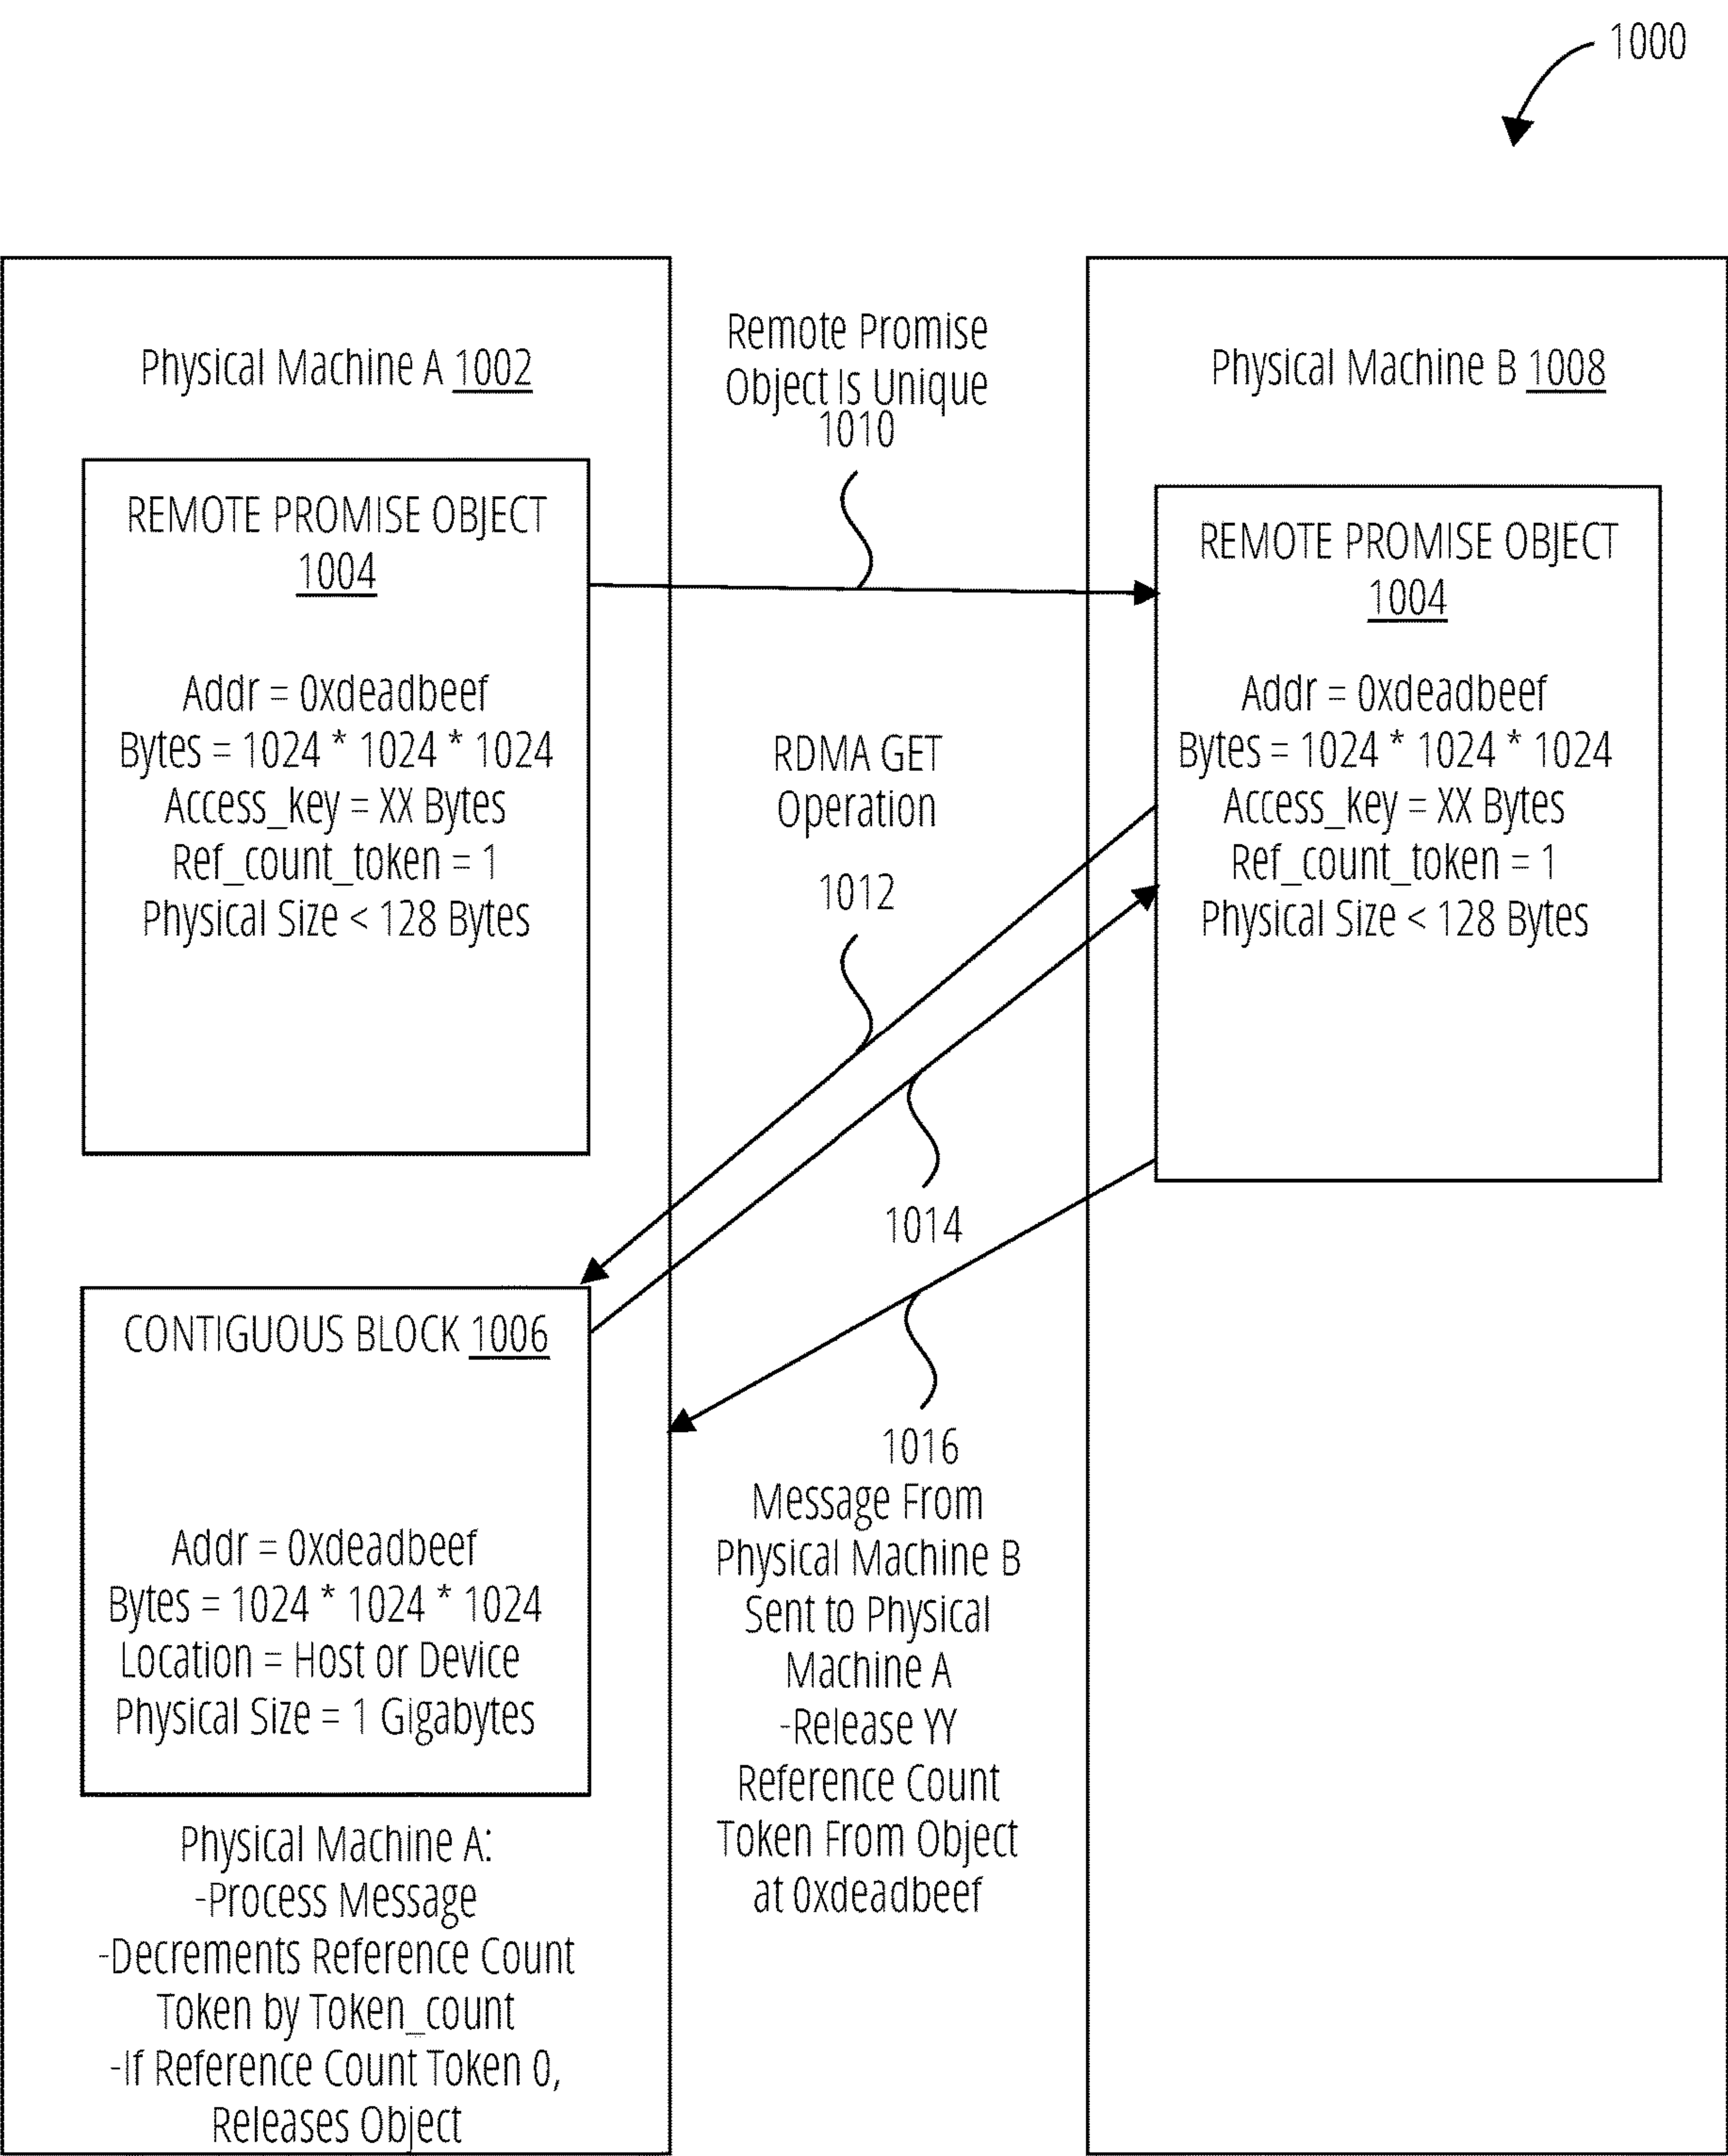 1000
Physical Machine A 1002
REMOTE PROMISE OBJECT
1004
Addr = 0xdeadbeef
Bytes = 1024 * 1024 * 1024
Access_key = XX Bytes
Ref_count_token = 1
Physical Size < 128 Bytes
Remote Promise
Object Is Unique
1010
Physical Machine B 1008
REMOTE PROMISE OBJECT
1004
Addr = 0xdeadbeef
Bytes = 1024 * 1024 * 1024
Access_key = XX Bytes
Ref_count_token = 1
Physical Size < 128 Bytes
RDMA GET
Operation
1012
1014
CONTIGUOUS BLOCK 1006
Addr = 0xdeadbeef
Bytes = 1024 * 1024 * 1024
Location = Host or Device
Physical Size = 1 Gigabytes
Physical Machine A:
-Process Message
-Decrements Reference Count
Token by Token_count
-If Reference Count Token 0,
Releases Object
1016
Message From
Physical Machine B
Sent to Physical
Machine A
-Release YY
Reference Count
Token From Object
at 0xdeadbeef